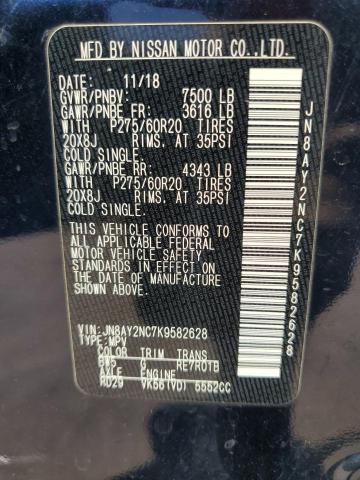 MFD BY NISSAN MOTOR CO.,LTD.
DATE: 11/18
GVWR/PNBV: 7500 LB
GAWR/PNBE FR: 3616 LB
WITH P275/60R20 TIRES
20X8J RIMS. AT 35PSI
COLD SINGLE.
GAWR/PNBE RR: 4343 LB
WITH P275/60R20 TIRES
20X8J RIMS. AT 35PSI
COLD SINGLE.
THIS VEHICLE CONFORMS TO
ALL APPLICABLE FEDERAL
MOTOR VEHICLE SAFETY
STANDARDS IN EFFECT ON
THE DATE OF MANUFACTURE
SHOWN ABOVE.
VIN: JN8AY2NC7K9582628
TYPE: MPV
COLOR TRIM TRANS
BW5 G RE7R01B
AXLE ENGINE
RD29 VK56(VD) 5552CC
JN8AY2NC7K9582628